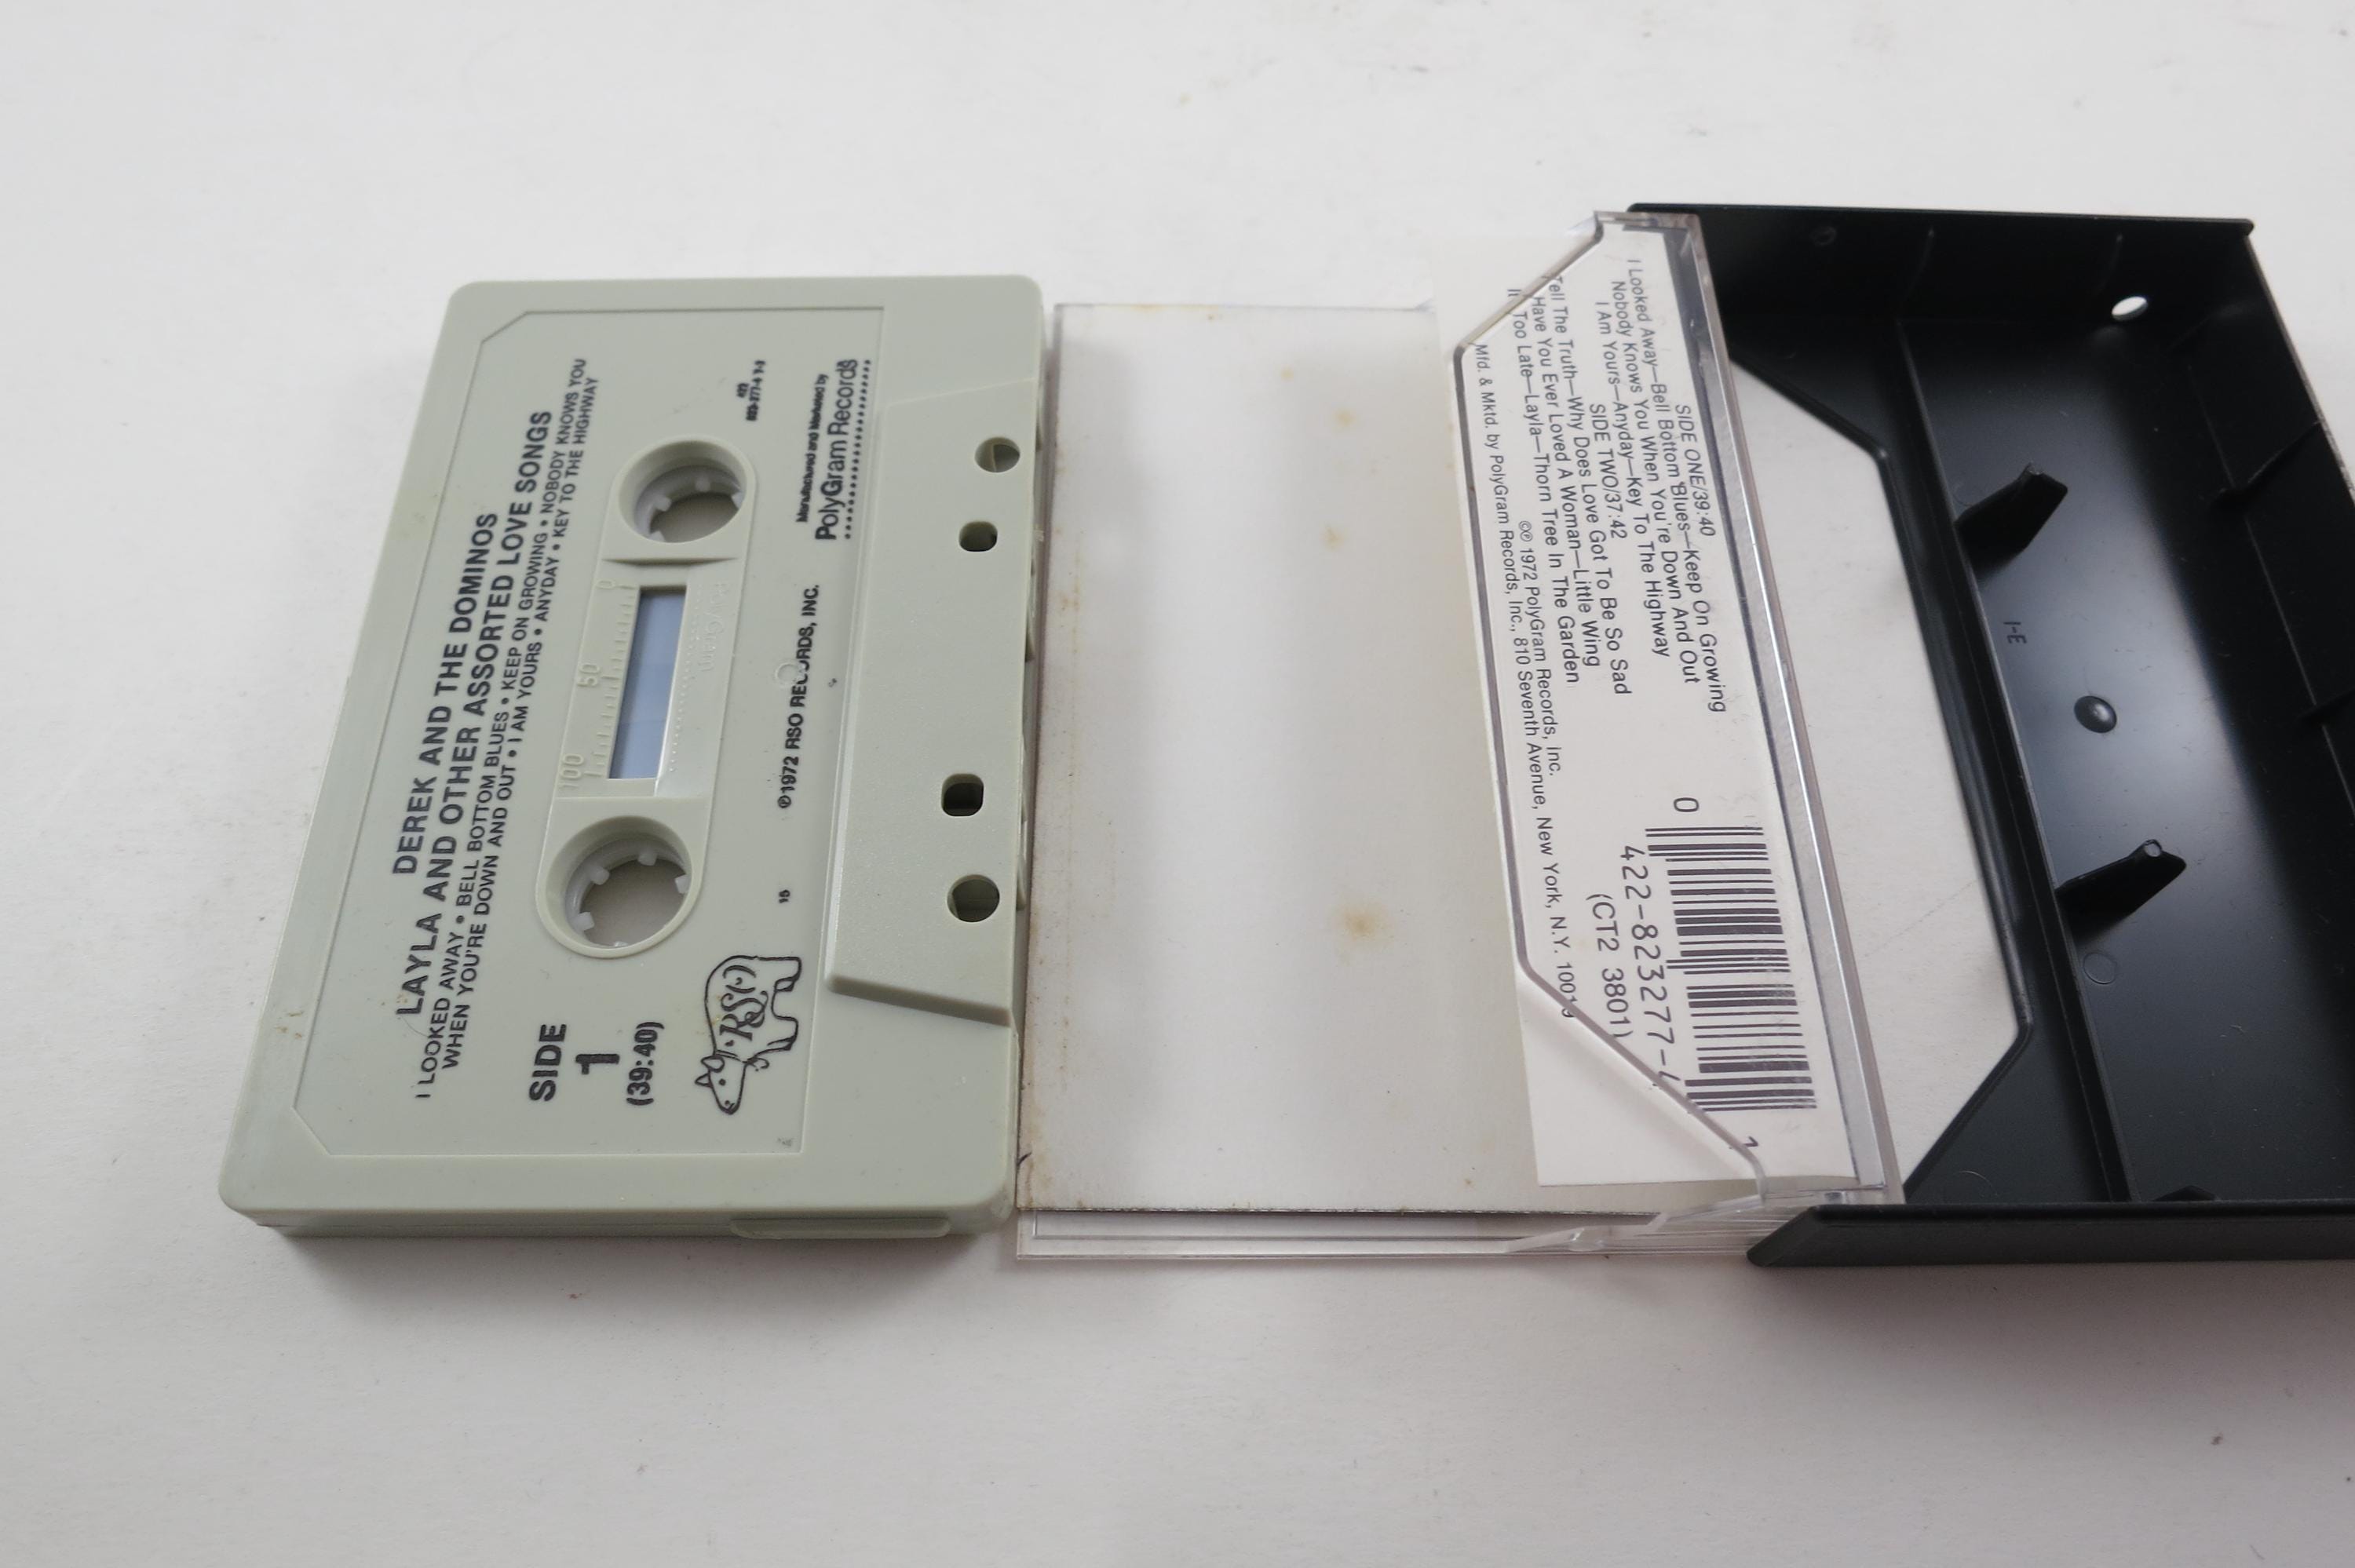 DEREK AND THE DOMINOS
LAYLA AND OTHER ASSORTED LOVE SONGS
I LOOKED AWAY • BELL BOTTOM BLUES • KEEP ON GROWING • NOBODY KNOWS YOU
WHEN YOU'RE DOWN AND OUT • I AM YOURS • ANYDAY • KEY TO THE HIGHWAY
SIDE
1
(39:40)
0
50
100
RSO
16
℗1972 RSO RECORDS, INC.
Manufactured and Marketed by
PolyGram Records
SIDE ONE/39:40
I Looked Away—Bell Bottom Blues—Keep On Growing
Nobody Knows You When You're Down And Out
I Am Yours—Anyday—Key To The Highway
SIDE TWO/37:42
Tell The Truth—Why Does Love Got To Be So Sad
Have You Ever Loved A Woman—Little Wing
Too Late—Layla—Thorn Tree In The Garden
©℗ 1972 PolyGram Records, Inc.
Mfd. & Mktd. by PolyGram Records, Inc., 810 Seventh Avenue, New York, N.Y. 10019
0
422-823277-4
(CT2 3801)
1
I-E